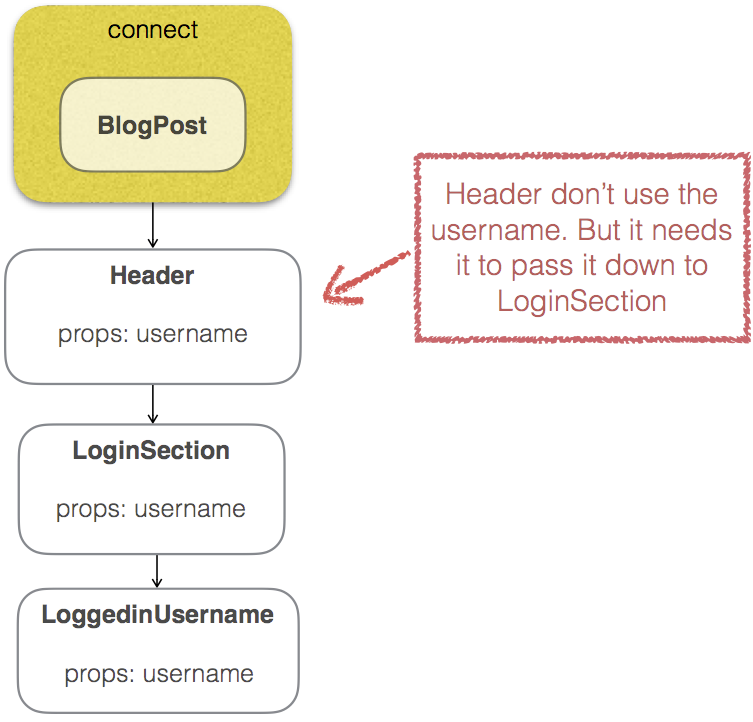 connect
BlogPost
Header
props: username
Header don’t use the
username. But it needs
it to pass it down to
LoginSection
LoginSection
props: username
LoggedinUsername
props: username